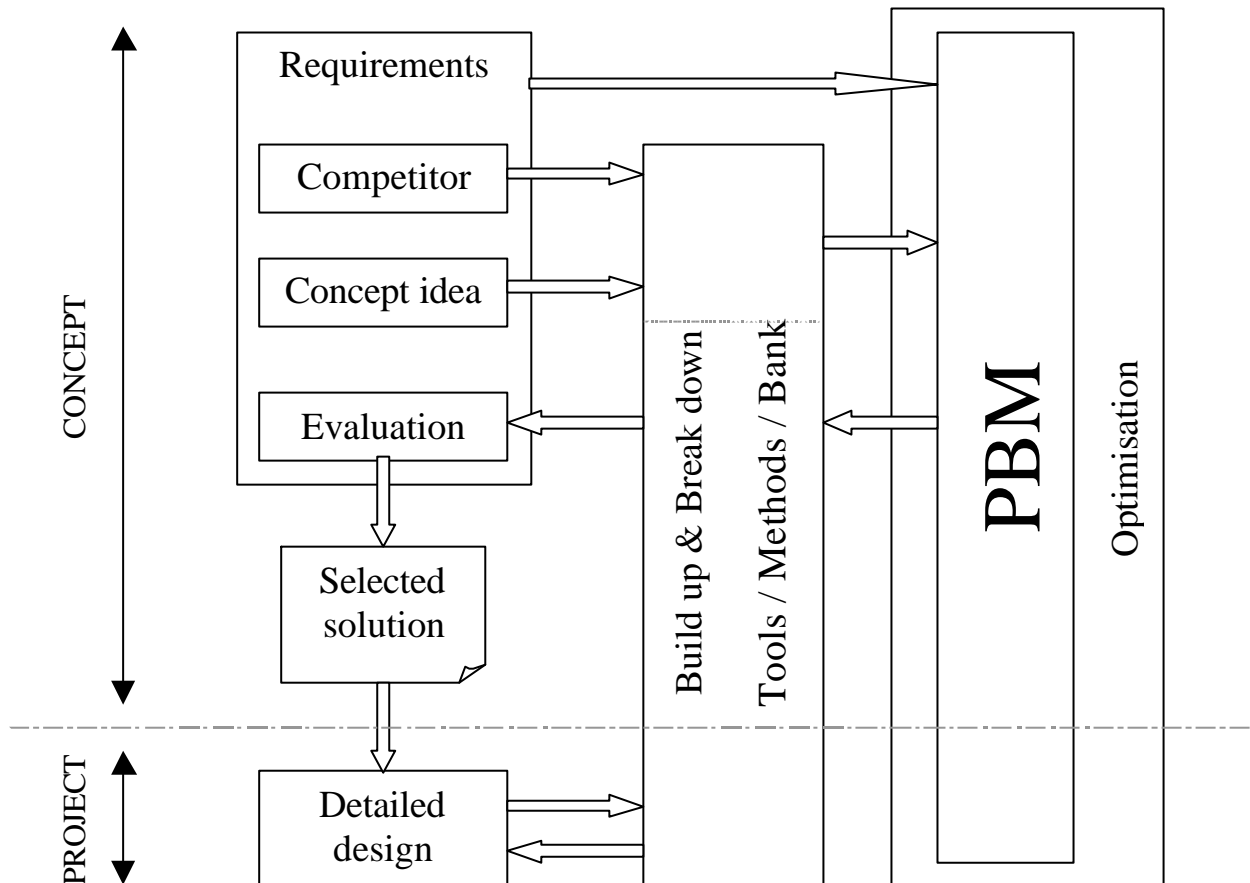 Requirements
Competitor
Concept idea
Evaluation
Selected
solution
Detailed
design
CONCEPT
PROJECT
Build up & Break down
Tools / Methods / Bank
PBM
Optimisation